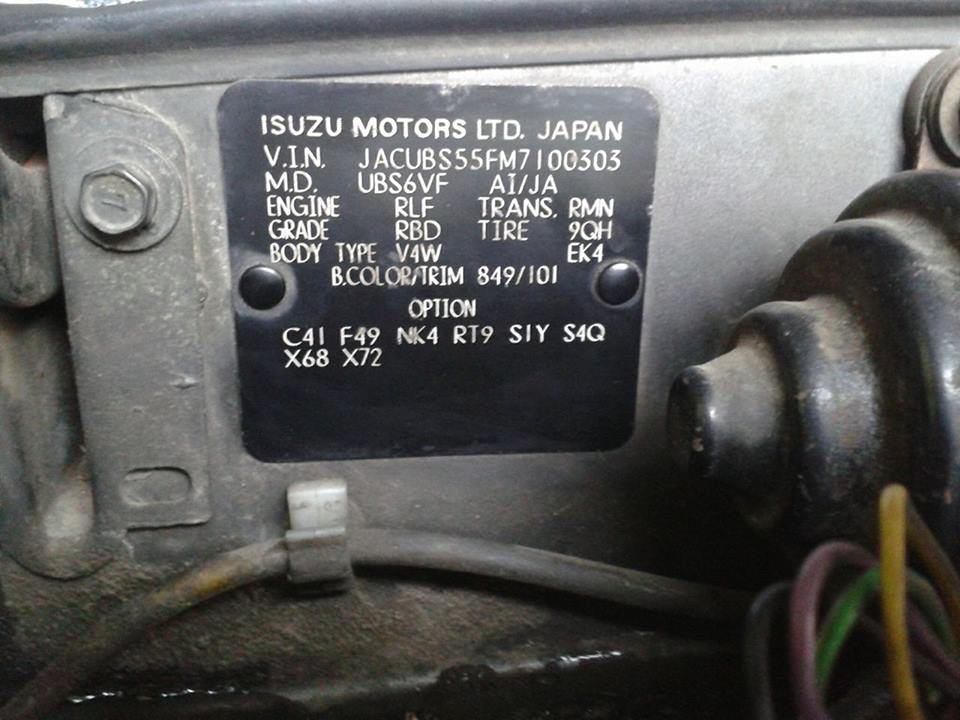 ISUZU MOTORS LTD. JAPAN
V.I.N. JACUBS55FM7100303
M.D. UBS6VF AI/JA
ENGINE RLF TRANS. RMN
GRADE RBD TIRE 9QH
BODY TYPE V4W EK4
B.COLOR/TRIM 849/101
OPTION
C41 F49 NK4 RT9 S1Y S4Q
X68 X72